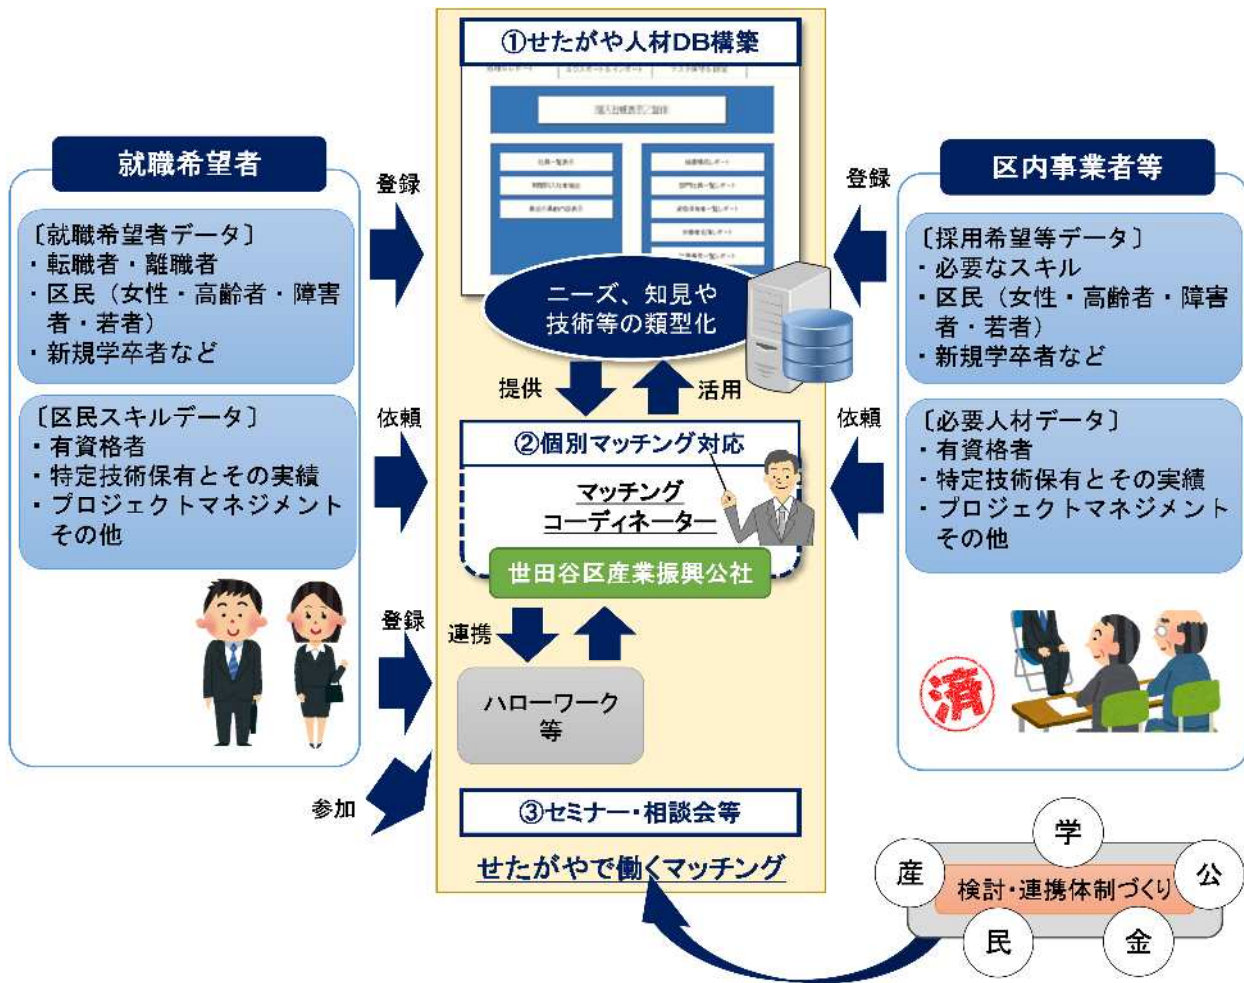 ①せたがや人材DB構築
就職希望者
〔就職希望者データ〕
・転職者・離職者
・区民（女性・高齢者・障害
者・若者）
・新規学卒者など
〔区民スキルデータ〕
・有資格者
・特定技術保有とその実績
・プロジェクトマネジメント
その他
登録
依頼
登録
参加
ニーズ、知見や
技術等の類型化
提供
活用
②個別マッチング対応
マッチング
コーディネーター
世田谷区産業振興公社
連携
ハローワーク
等
③セミナー・相談会等
せたがやで働くマッチング
登録
依頼
区内事業者等
〔採用希望等データ〕
・必要なスキル
・区民（女性・高齢者・障害
者・若者）
・新規学卒者など
〔必要人材データ〕
・有資格者
・特定技術保有とその実績
・プロジェクトマネジメント
その他
済
学
産
公
検討・連携体制づくり
民
金